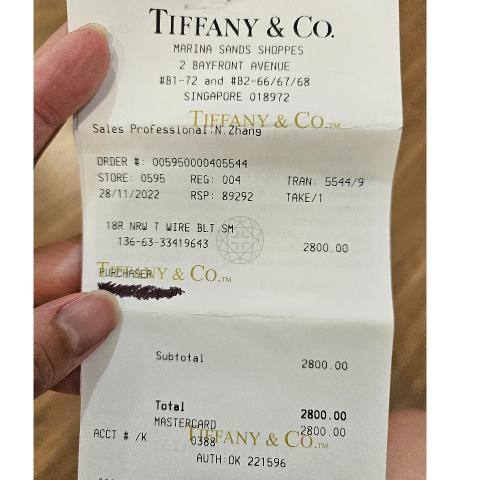 TIFFANY & CO.
MARINA SANDS SHOPPES
2 BAYFRONT AVENUE
#B1-72 and #B2-66/67/68
SINGAPORE 018972
TIFFANY & CO.™
Sales Professional:N.Zhang
ORDER #: 005950000405544
STORE: 0595 REG: 004 TRAN: 5544/9
28/11/2022 RSP: 89292 TAKE/1
18R NRW T WIRE BLT SM
136-63-33419643 2800.00
TIFFANY & CO.™
PURCHASER
Subtotal 2800.00
Total 2800.00
MASTERCARD 2800.00
ACCT # /K 0388
TIFFANY & CO.™
AUTH:OK 221596